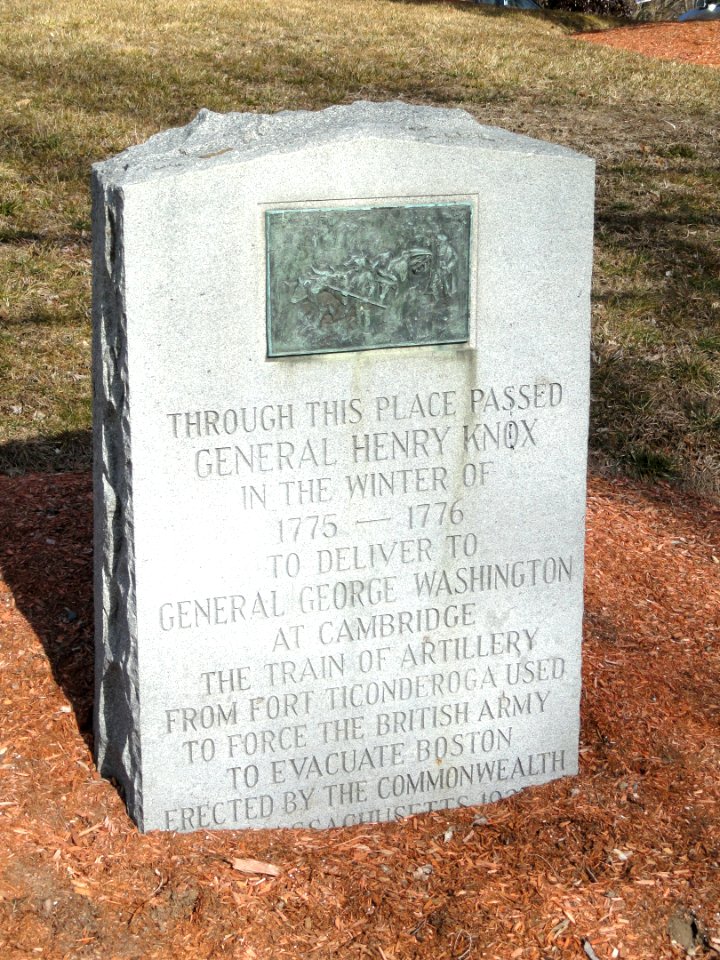 THROUGH THIS PLACE PASSED
GENERAL HENRY KNOX
IN THE WINTER OF
1775 — 1776
TO DELIVER TO
GENERAL GEORGE WASHINGTON
AT CAMBRIDGE
THE TRAIN OF ARTILLERY
FROM FORT TICONDEROGA USED
TO FORCE THE BRITISH ARMY
TO EVACUATE BOSTON
ERECTED BY THE COMMONWEALTH
MASSACHUSETTS